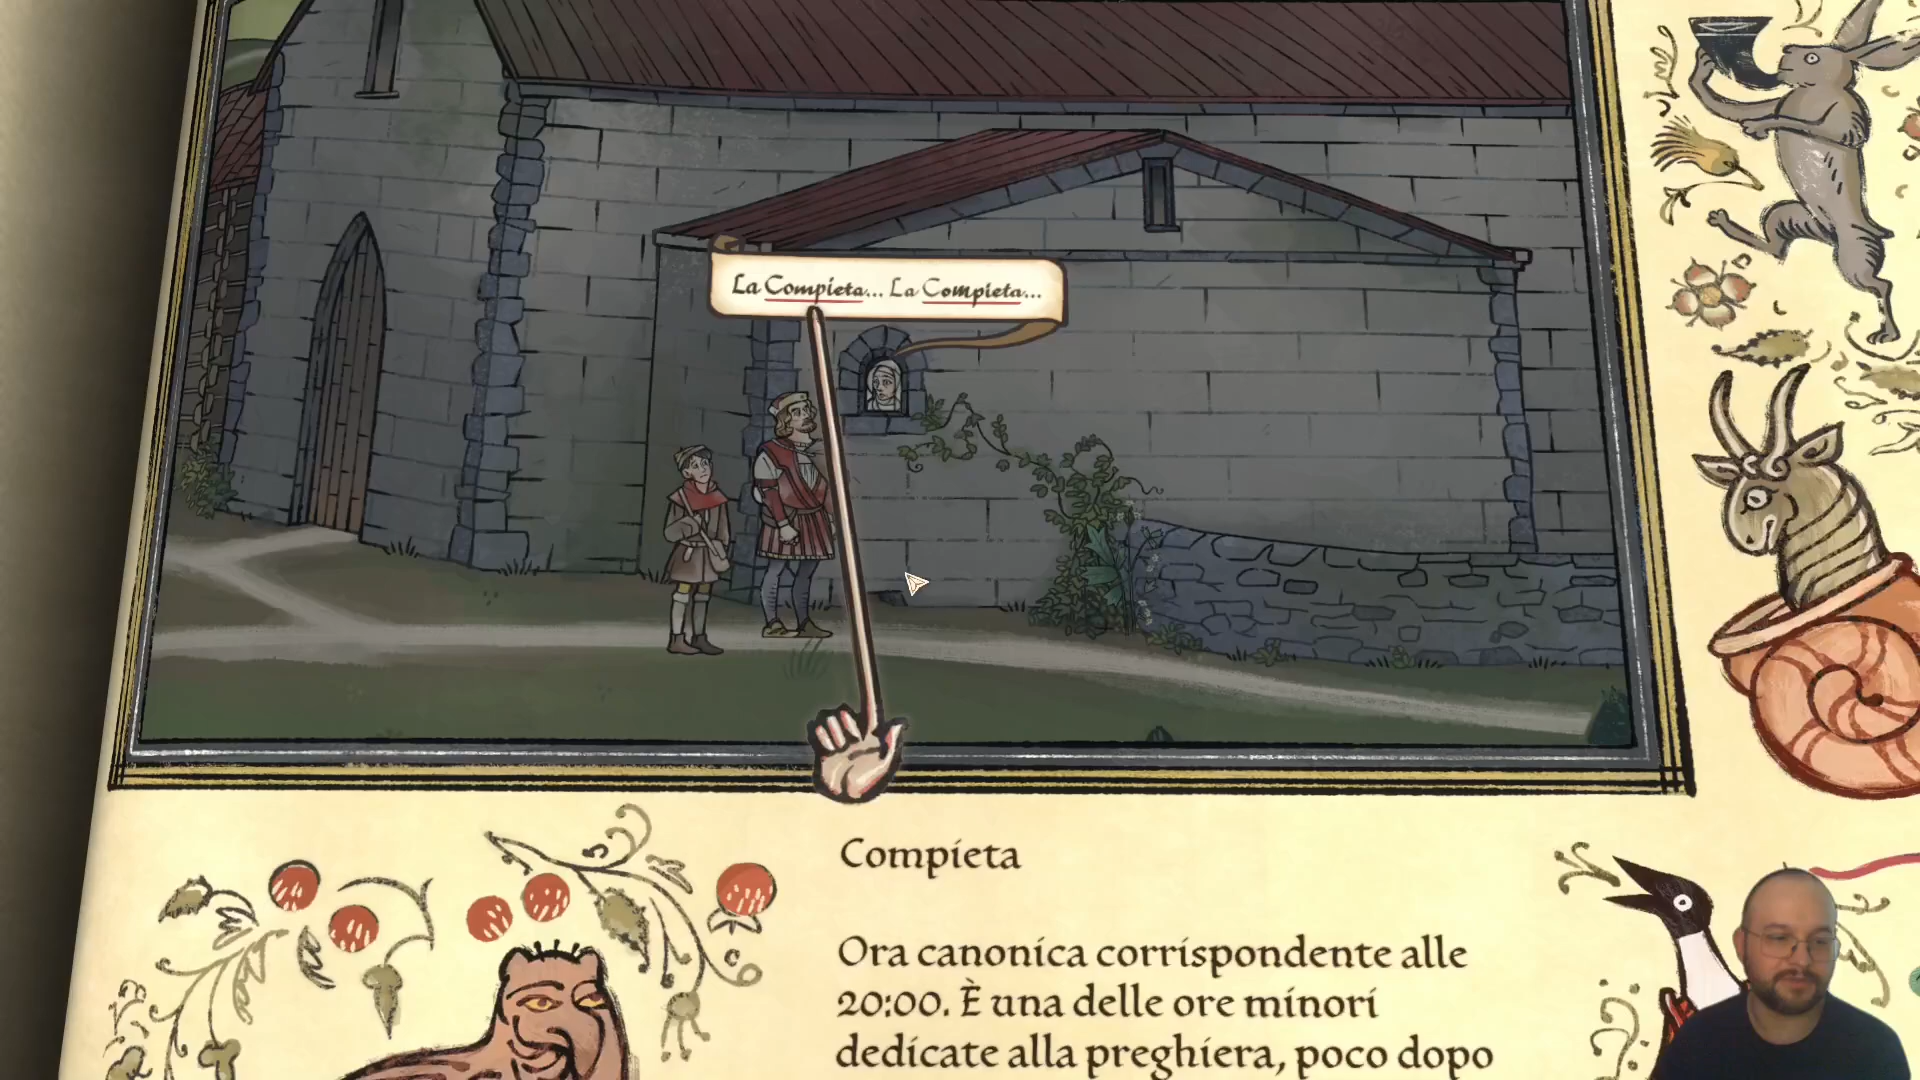 La Compieta... La Compieta...
Compieta
Ora canonica corrispondente alle
20:00. È una delle ore minori
dedicate alla preghiera, poco dopo